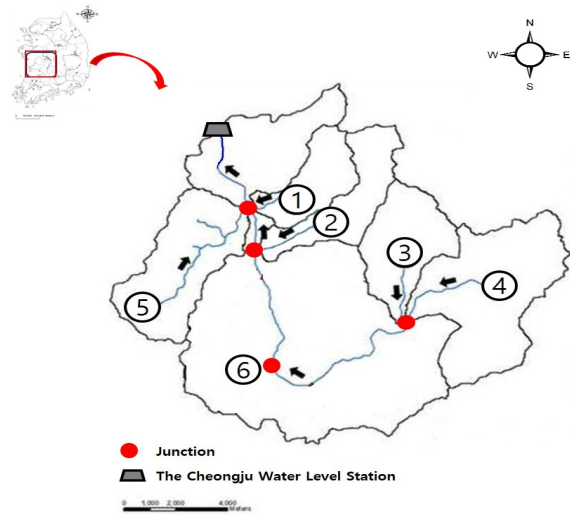 N
W E
S
1
2
3
4
5
6
Junction
The Cheongju Water Level Station
0 1,000 2,000 4,000
Meters